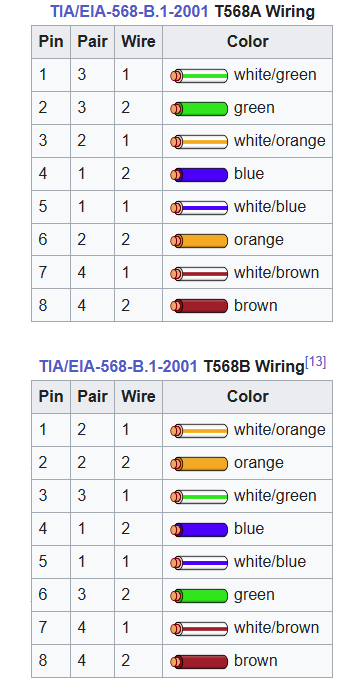 TIA/EIA-568-B.1-2001 T568A Wiring
Pin Pair Wire Color
1 3 1 white/green
2 3 2 green
3 2 1 white/orange
4 1 2 blue
5 1 1 white/blue
6 2 2 orange
7 4 1 white/brown
8 4 2 brown
TIA/EIA-568-B.1-2001 T568B Wiring[13]
Pin Pair Wire Color
1 2 1 white/orange
2 2 2 orange
3 3 1 white/green
4 1 2 blue
5 1 1 white/blue
6 3 2 green
7 4 1 white/brown
8 4 2 brown